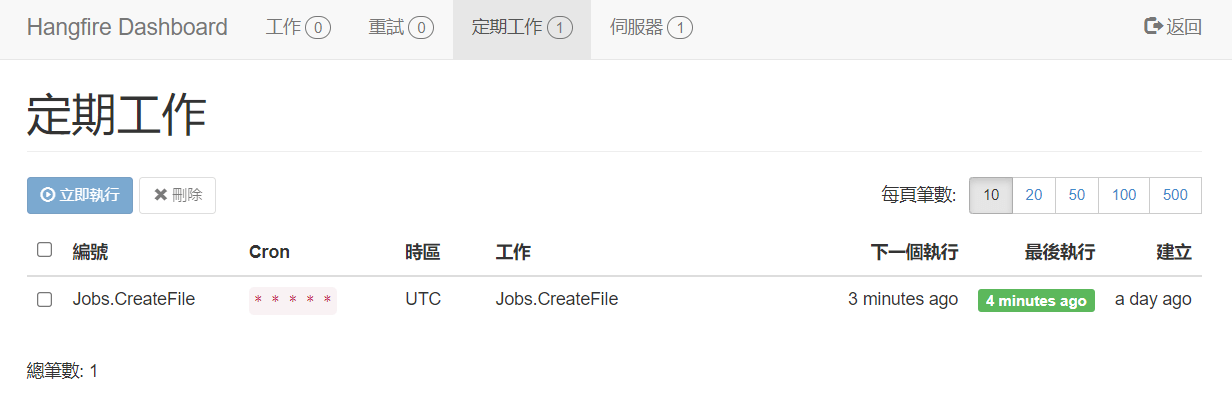 Hangfire Dashboard 工作 0 重試 0 定期工作 1 伺服器 1 返回
定期工作
立即執行 刪除 每頁筆數: 10 20 50 100 500
編號 Cron 時區 工作 下一個執行 最後執行 建立
Jobs.CreateFile * * * * * UTC Jobs.CreateFile 3 minutes ago 4 minutes ago a day ago
總筆數: 1